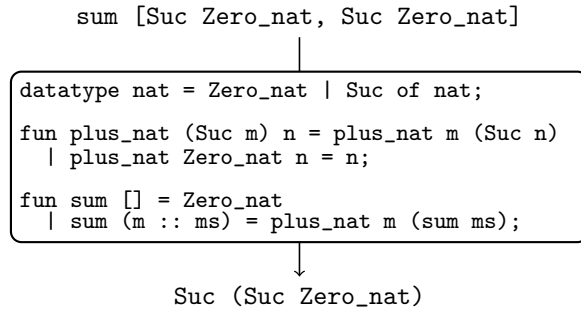 sum [Suc Zero_nat, Suc Zero_nat]
datatype nat = Zero_nat | Suc of nat;
fun plus_nat (Suc m) n = plus_nat m (Suc n)
  | plus_nat Zero_nat n = n;
fun sum [] = Zero_nat
  | sum (m :: ms) = plus_nat m (sum ms);
Suc (Suc Zero_nat)